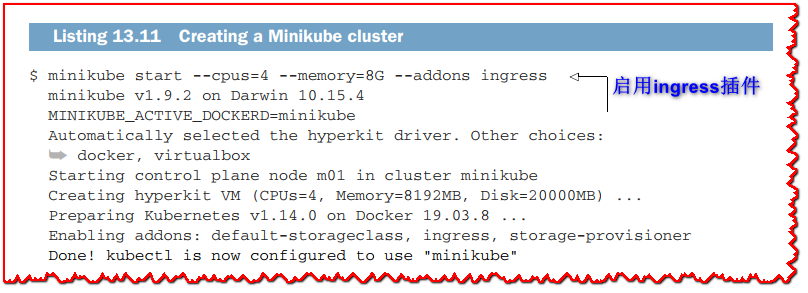 Listing 13.11 Creating a Minikube cluster
$ minikube start --cpus=4 --memory=8G --addons ingress
启用ingress插件
minikube v1.9.2 on Darwin 10.15.4
MINIKUBE_ACTIVE_DOCKERD=minikube
Automatically selected the hyperkit driver. Other choices:
➥ docker, virtualbox
Starting control plane node m01 in cluster minikube
Creating hyperkit VM (CPUs=4, Memory=8192MB, Disk=20000MB) ...
Preparing Kubernetes v1.14.0 on Docker 19.03.8 ...
Enabling addons: default-storageclass, ingress, storage-provisioner
Done! kubectl is now configured to use "minikube"